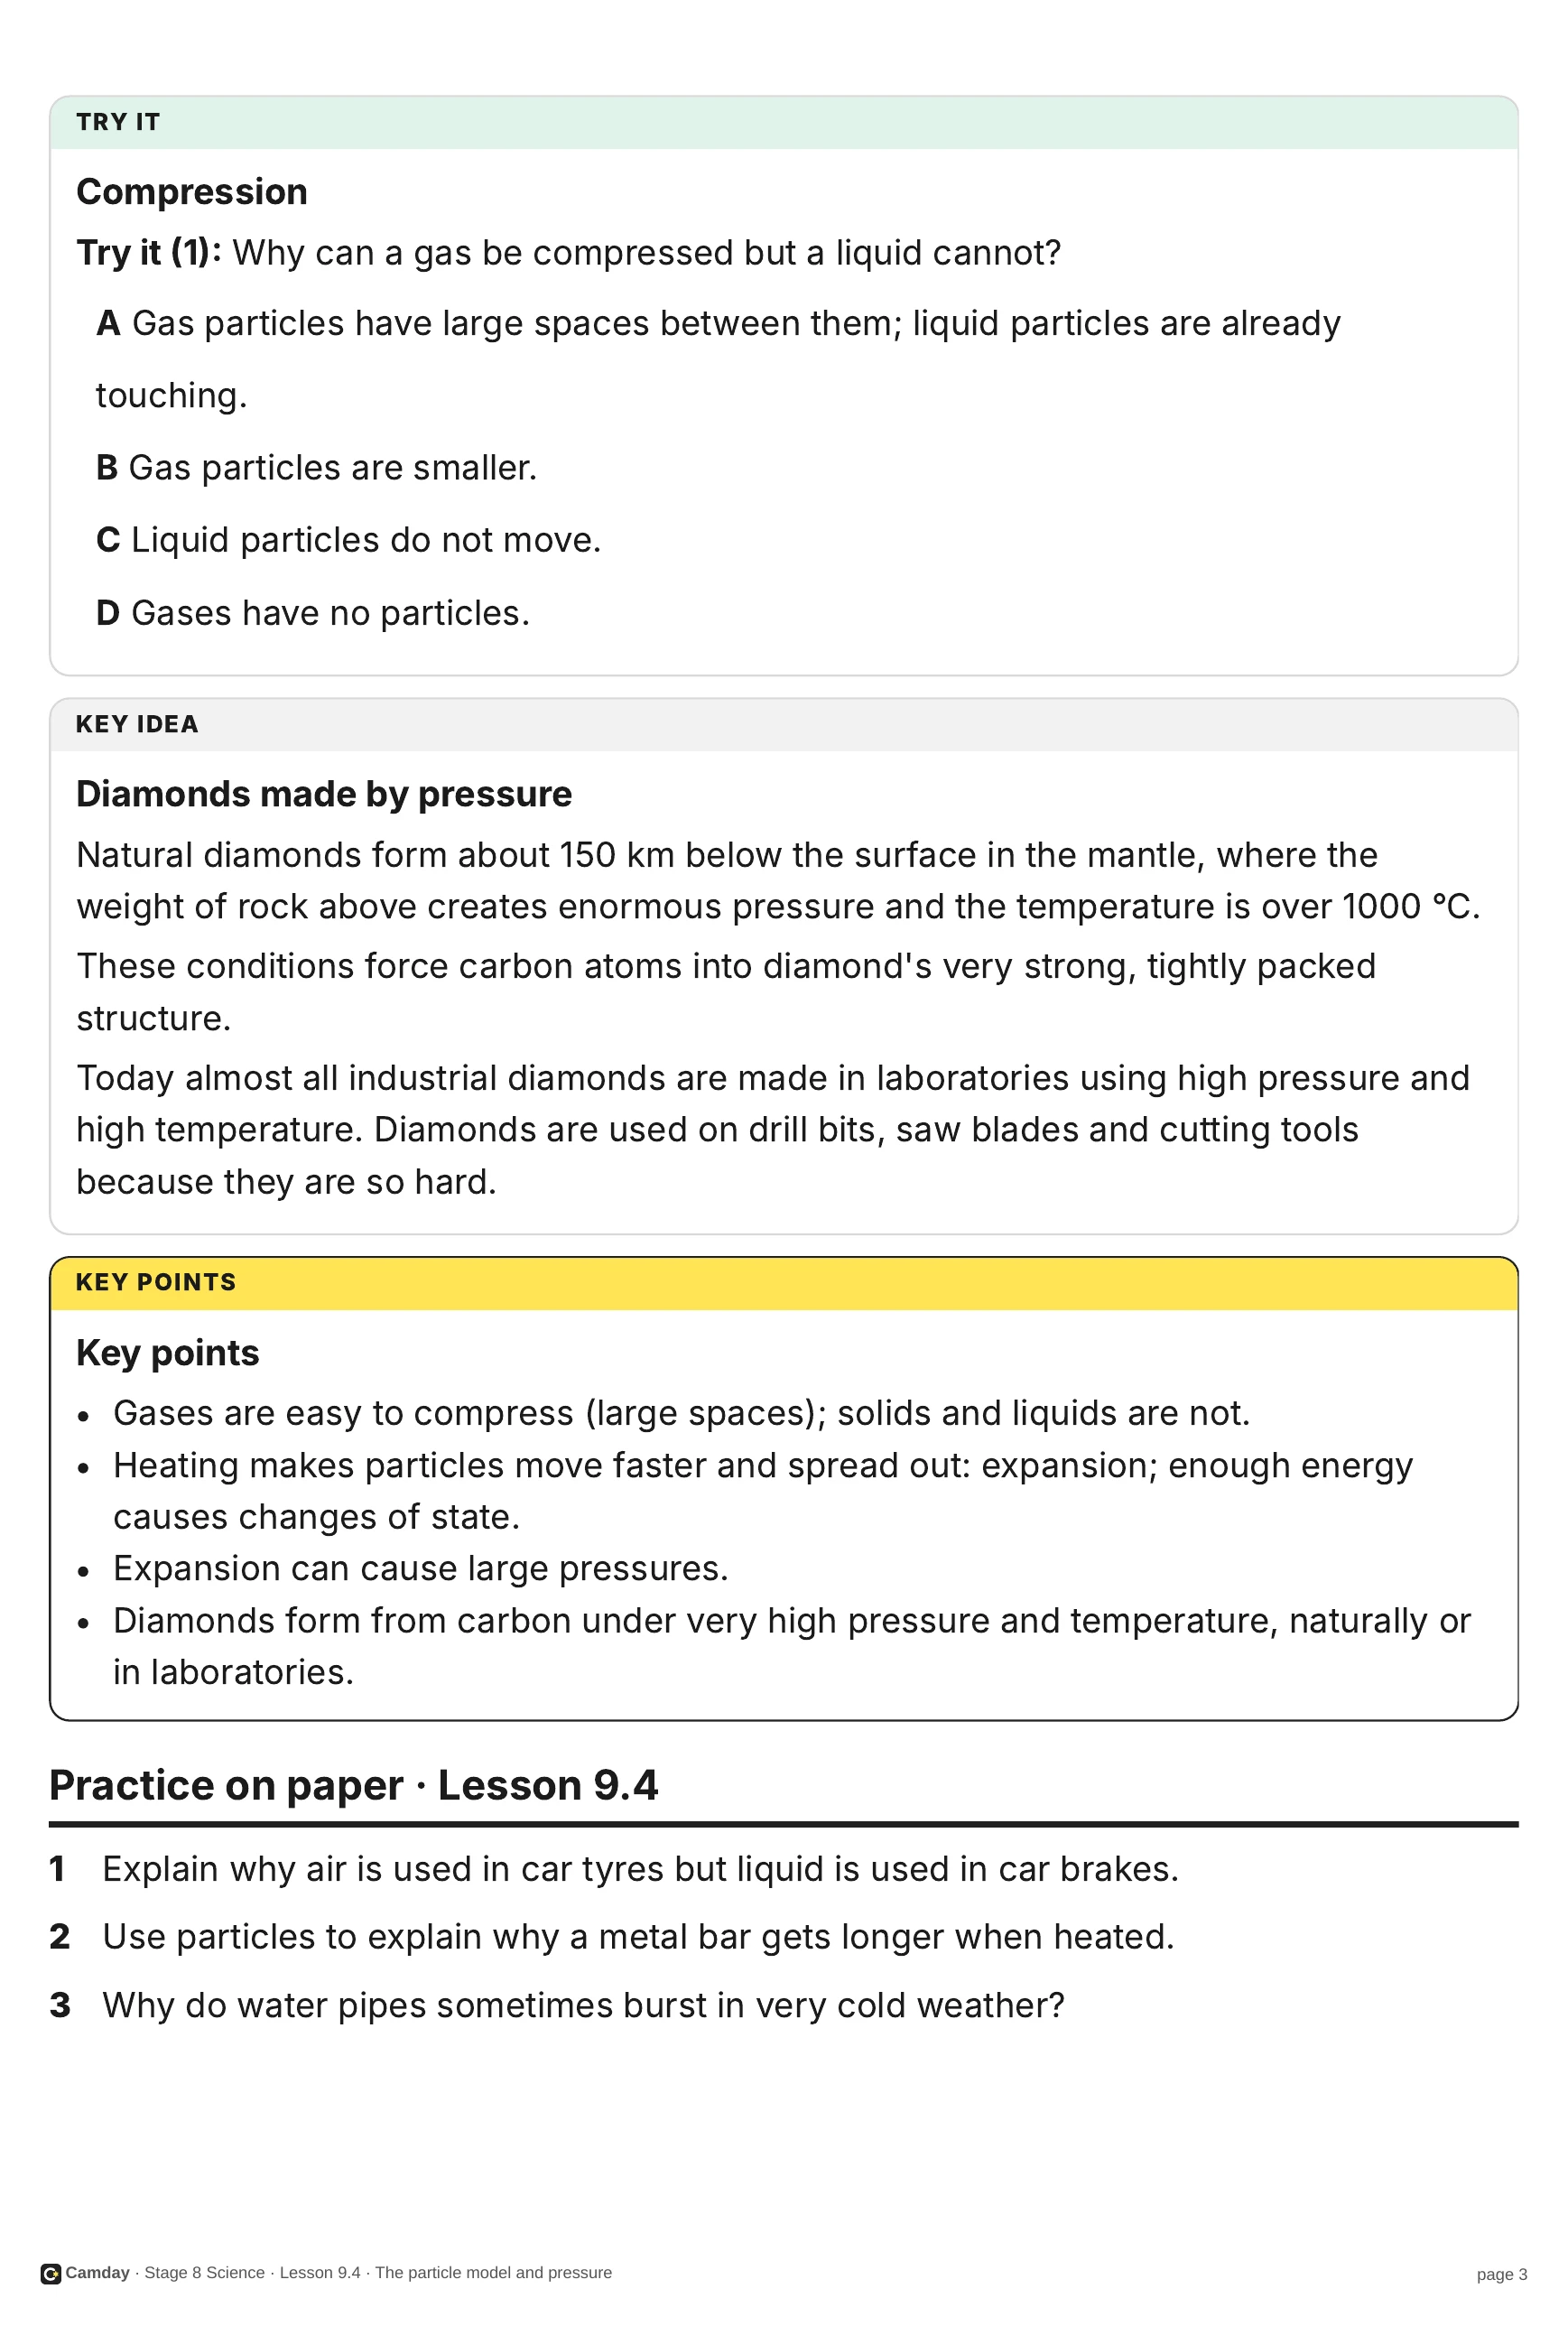 TRY IT
Compression
Try it (1): Why can a gas be compressed but a liquid cannot?
A Gas particles have large spaces between them; liquid particles are already
touching.
B Gas particles are smaller.
C Liquid particles do not move.
D Gases have no particles.
KEY IDEA
Diamonds made by pressure
Natural diamonds form about 150 km below the surface in the mantle, where the
weight of rock above creates enormous pressure and the temperature is over 1000 °C.
These conditions force carbon atoms into diamond's very strong, tightly packed
structure.
Today almost all industrial diamonds are made in laboratories using high pressure and
high temperature. Diamonds are used on drill bits, saw blades and cutting tools
because they are so hard.
KEY POINTS
Key points
• Gases are easy to compress (large spaces); solids and liquids are not.
• Heating makes particles move faster and spread out: expansion; enough energy
causes changes of state.
• Expansion can cause large pressures.
• Diamonds form from carbon under very high pressure and temperature, naturally or
in laboratories.
Practice on paper · Lesson 9.4
1 Explain why air is used in car tyres but liquid is used in car brakes.
2 Use particles to explain why a metal bar gets longer when heated.
3 Why do water pipes sometimes burst in very cold weather?
Camday · Stage 8 Science · Lesson 9.4 · The particle model and pressure
page 3